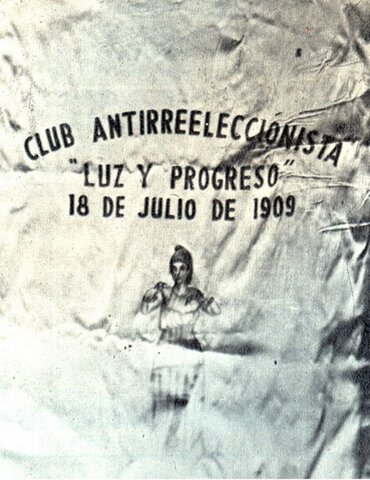 CLUB ANTIRREELECCIONISTA
"LUZ Y PROGRESO"
18 DE JULIO DE 1909